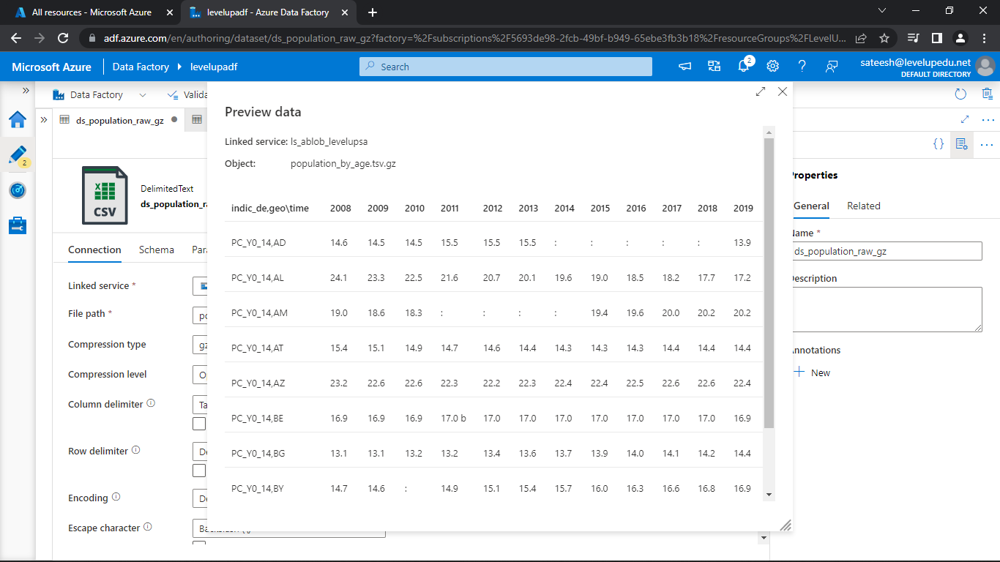 All resources - Microsoft Azure
levelupadf - Azure Data Factory
adf.azure.com/en/authoring/dataset/ds_population_raw_gz?factory=%2Fsubscriptions%2F5693de98-2fcb-49bf-b949-65ebe3fb3b18%2FresourceGroups%2FLevelU...
Microsoft Azure
Data Factory
levelupadf
Search
2
sateesh@levelupedu.net
DEFAULT DIRECTORY
Data Factory
Valida
ds_population_raw_gz
2
DelimitedText
ds_population_ra
CSV
Connection
Schema
Par
Linked service *
File path *
po
Compression type
gz
Compression level
Op
Column delimiter
Ta
Row delimiter
De
Encoding
De
Escape character
Preview data
Linked service: ls_ablob_levelupsa
Object: population_by_age.tsv.gz
indic_de,geo\time 2008 2009 2010 2011 2012 2013 2014 2015 2016 2017 2018 2019
PC_Y0_14,AD 14.6 14.5 14.5 15.5 15.5 15.5 : : : : : 13.9
PC_Y0_14,AL 24.1 23.3 22.5 21.6 20.7 20.1 19.6 19.0 18.5 18.2 17.7 17.2
PC_Y0_14,AM 19.0 18.6 18.3 : : : : 19.4 19.6 20.0 20.2 20.2
PC_Y0_14,AT 15.4 15.1 14.9 14.7 14.6 14.4 14.3 14.3 14.3 14.4 14.4 14.4
PC_Y0_14,AZ 23.2 22.6 22.6 22.3 22.2 22.3 22.4 22.4 22.5 22.6 22.6 22.4
PC_Y0_14,BE 16.9 16.9 16.9 17.0 b 17.0 17.0 17.0 17.0 17.0 17.0 17.0 16.9
PC_Y0_14,BG 13.1 13.1 13.2 13.2 13.4 13.6 13.7 13.9 14.0 14.1 14.2 14.4
PC_Y0_14,BY 14.7 14.6 : 14.9 15.1 15.4 15.7 16.0 16.3 16.6 16.8 16.9
Properties
General
Related
Name *
ds_population_raw_gz
Description
Annotations
New